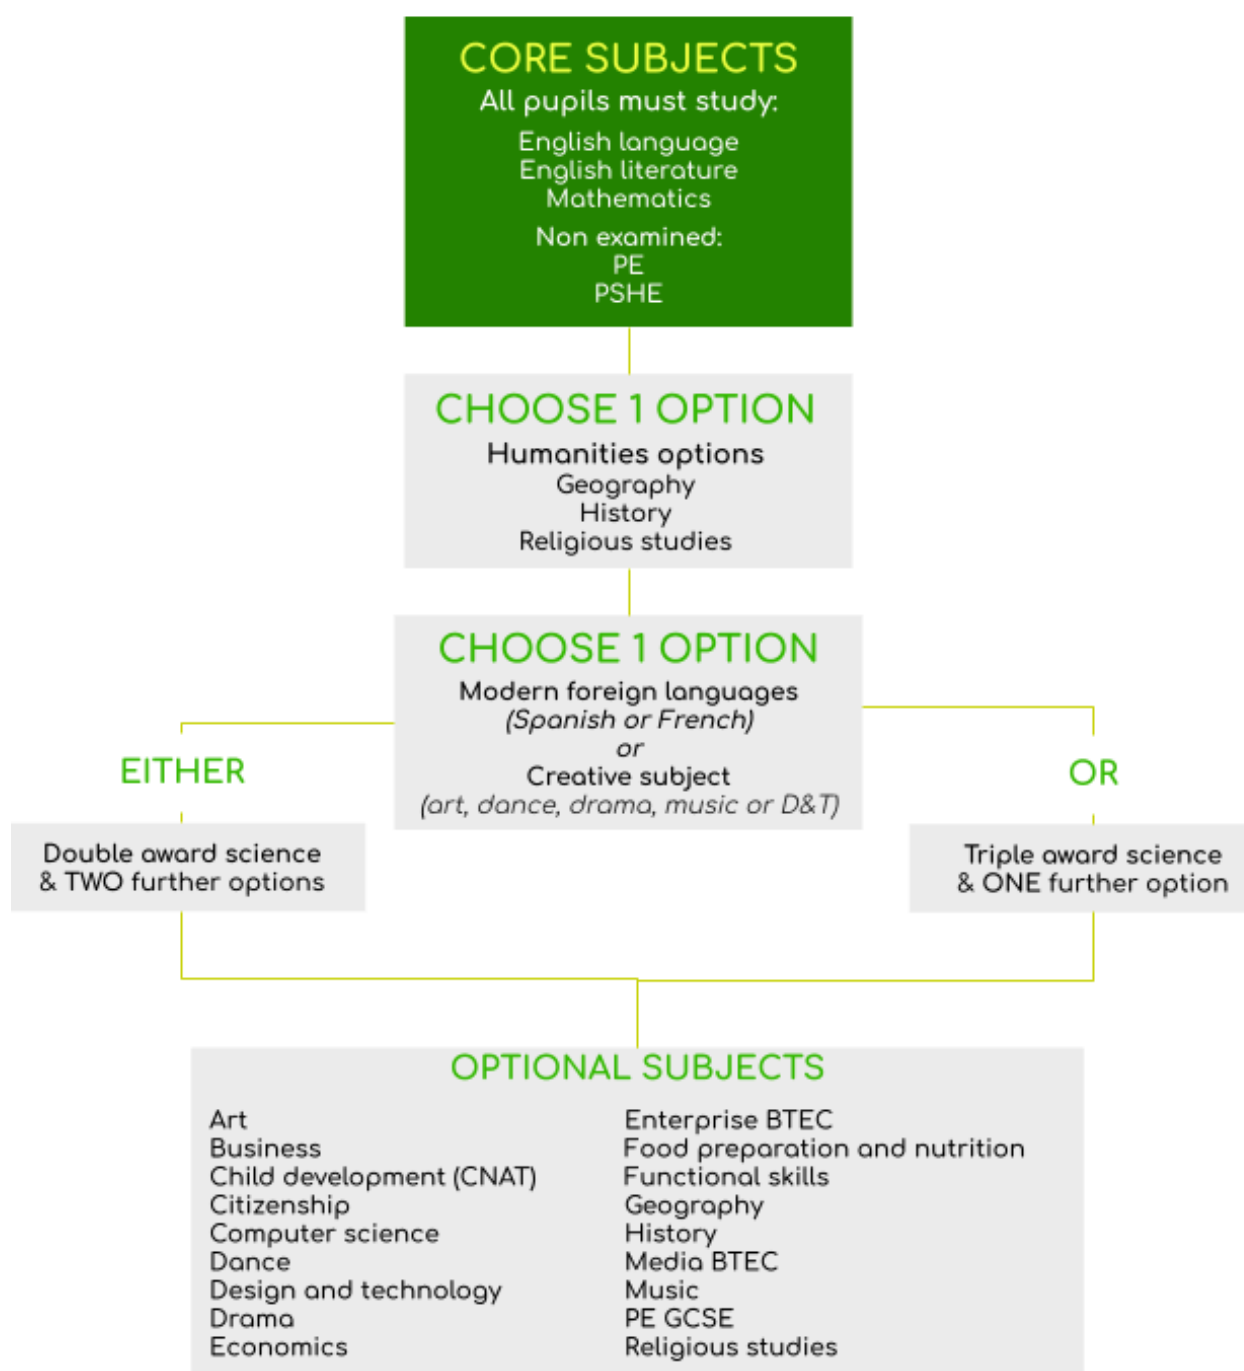 CORE SUBJECTS
All pupils must study:
English language
English literature
Mathematics
Non examined:
PE
PSHE
CHOOSE 1 OPTION
Humanities options
Geography
History
Religious studies
CHOOSE 1 OPTION
Modern foreign languages
(Spanish or French)
or
Creative subject
(art, dance, drama, music or D&T)
EITHER
Double award science
& TWO further options
OR
Triple award science
& ONE further option
OPTIONAL SUBJECTS
Art
Business
Child development (CNAT)
Citizenship
Computer science
Dance
Design and technology
Drama
Economics
Enterprise BTEC
Food preparation and nutrition
Functional skills
Geography
History
Media BTEC
Music
PE GCSE
Religious studies